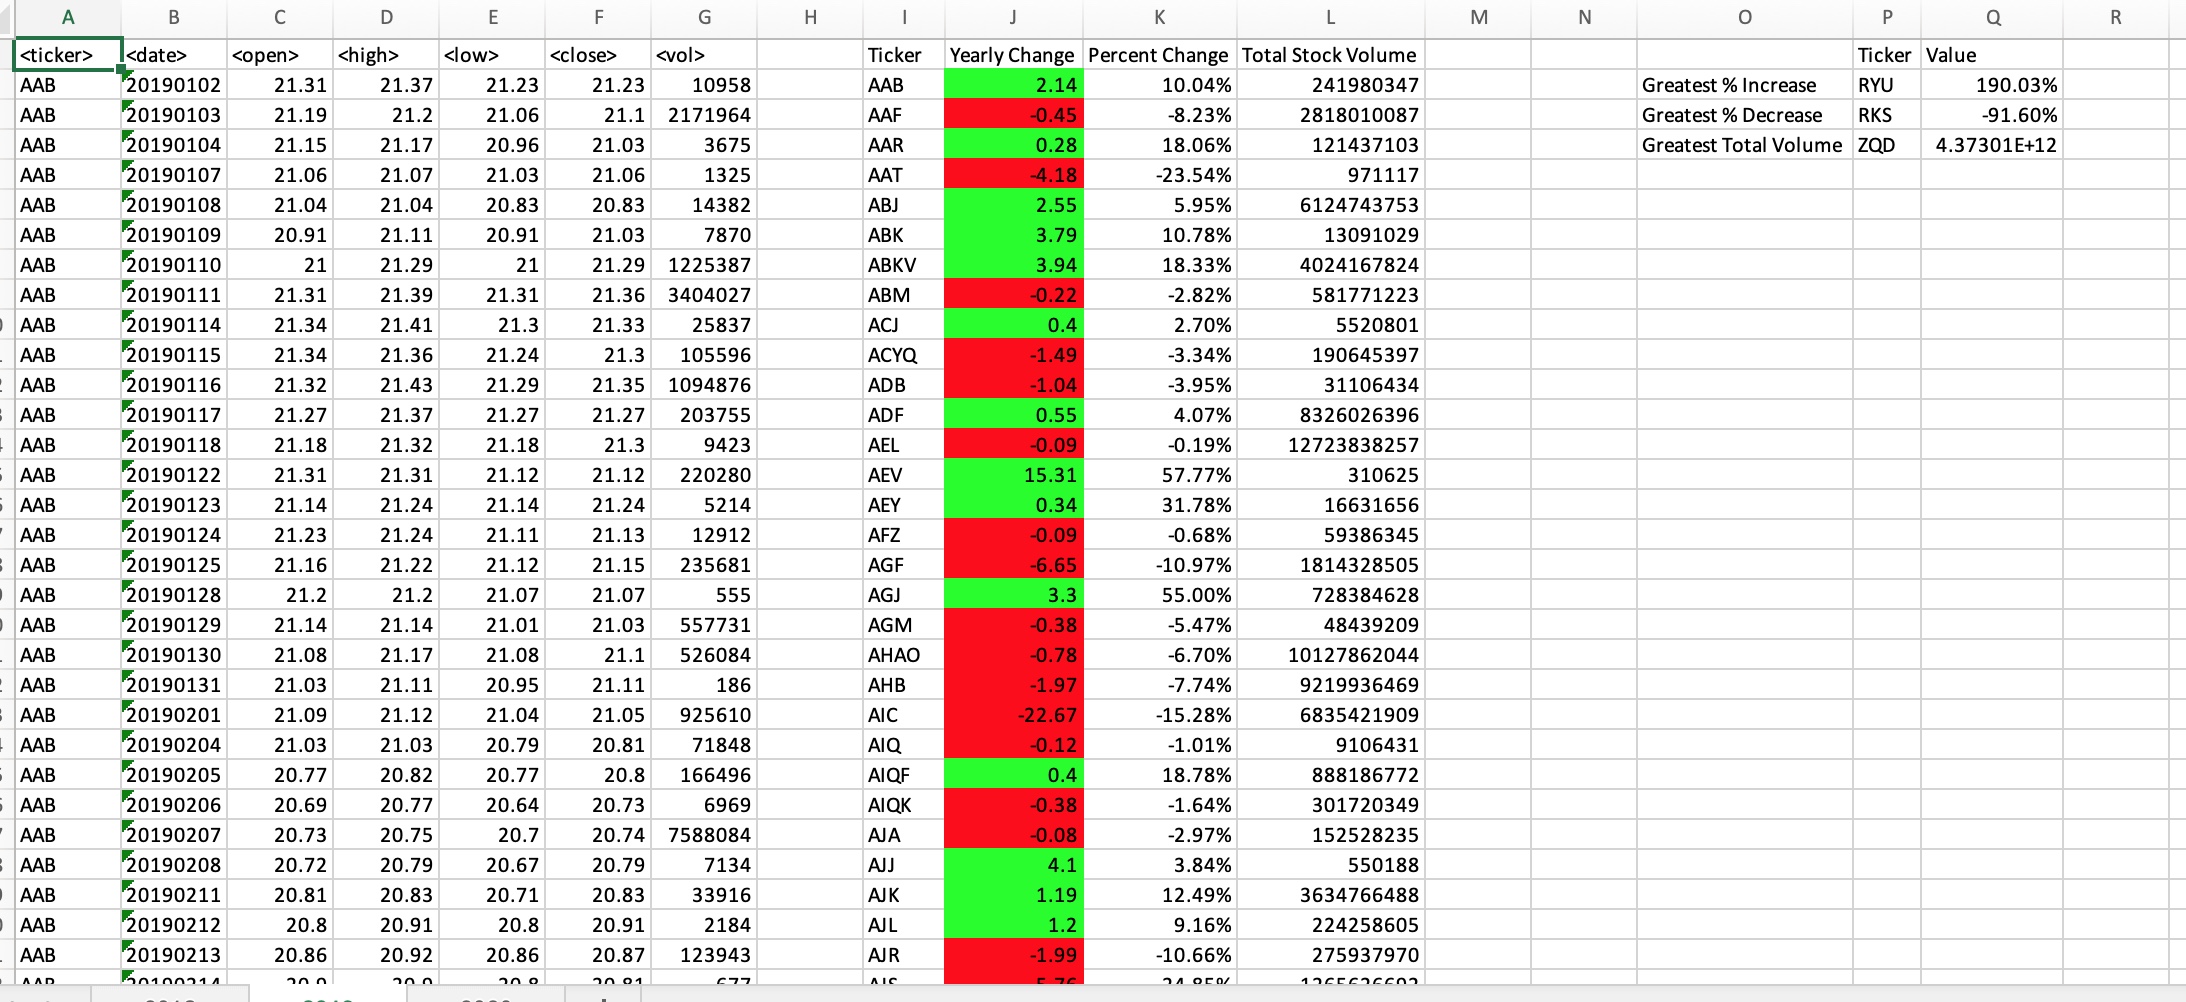 A B C D E F G H I J K L M N O P Q R
<ticker> <date> <open> <high> <low> <close> <vol> Ticker Yearly Change Percent Change Total Stock Volume Ticker Value
AAB 20190102 21.31 21.37 21.23 21.23 10958 AAB 2.14 10.04% 241980347 Greatest % Increase RYU 190.03%
AAB 20190103 21.19 21.2 21.06 21.1 2171964 AAF -0.45 -8.23% 2818010087 Greatest % Decrease RKS -91.60%
AAB 20190104 21.15 21.17 20.96 21.03 3675 AAR 0.28 18.06% 121437103 Greatest Total Volume ZQD 4.37301E+12
AAB 20190107 21.06 21.07 21.03 21.06 1325 AAT -4.18 -23.54% 971117
AAB 20190108 21.04 21.04 20.83 20.83 14382 ABJ 2.55 5.95% 6124743753
AAB 20190109 20.91 21.11 20.91 21.03 7870 ABK 3.79 10.78% 13091029
AAB 20190110 21 21.29 21 21.29 1225387 ABKV 3.94 18.33% 4024167824
AAB 20190111 21.31 21.39 21.31 21.36 3404027 ABM -0.22 -2.82% 581771223
AAB 20190114 21.34 21.41 21.3 21.33 25837 ACJ 0.4 2.70% 5520801
AAB 20190115 21.34 21.36 21.24 21.3 105596 ACYQ -1.49 -3.34% 190645397
AAB 20190116 21.32 21.43 21.29 21.35 1094876 ADB -1.04 -3.95% 31106434
AAB 20190117 21.27 21.37 21.27 21.27 203755 ADF 0.55 4.07% 8326026396
AAB 20190118 21.18 21.32 21.18 21.3 9423 AEL -0.09 -0.19% 12723838257
AAB 20190122 21.31 21.31 21.12 21.12 220280 AEV 15.31 57.77% 310625
AAB 20190123 21.14 21.24 21.14 21.24 5214 AEY 0.34 31.78% 16631656
AAB 20190124 21.23 21.24 21.11 21.13 12912 AFZ -0.09 -0.68% 59386345
AAB 20190125 21.16 21.22 21.12 21.15 235681 AGF -6.65 -10.97% 1814328505
AAB 20190128 21.2 21.2 21.07 21.07 555 AGJ 3.3 55.00% 728384628
AAB 20190129 21.14 21.14 21.01 21.03 557731 AGM -0.38 -5.47% 48439209
AAB 20190130 21.08 21.17 21.08 21.1 526084 AHAO -0.78 -6.70% 10127862044
AAB 20190131 21.03 21.11 20.95 21.11 186 AHB -1.97 -7.74% 9219936469
AAB 20190201 21.09 21.12 21.04 21.05 925610 AIC -22.67 -15.28% 6835421909
AAB 20190204 21.03 21.03 20.79 20.81 71848 AIQ -0.12 -1.01% 9106431
AAB 20190205 20.77 20.82 20.77 20.8 166496 AIQF 0.4 18.78% 888186772
AAB 20190206 20.69 20.77 20.64 20.73 6969 AIQK -0.38 -1.64% 301720349
AAB 20190207 20.73 20.75 20.7 20.74 7588084 AJA -0.08 -2.97% 152528235
AAB 20190208 20.72 20.79 20.67 20.79 7134 AJJ 4.1 3.84% 550188
AAB 20190211 20.81 20.83 20.71 20.83 33916 AJK 1.19 12.49% 3634766488
AAB 20190212 20.8 20.91 20.8 20.91 2184 AJL 1.2 9.16% 224258605
AAB 20190213 20.86 20.92 20.86 20.87 123943 AJR -1.99 -10.66% 275937970